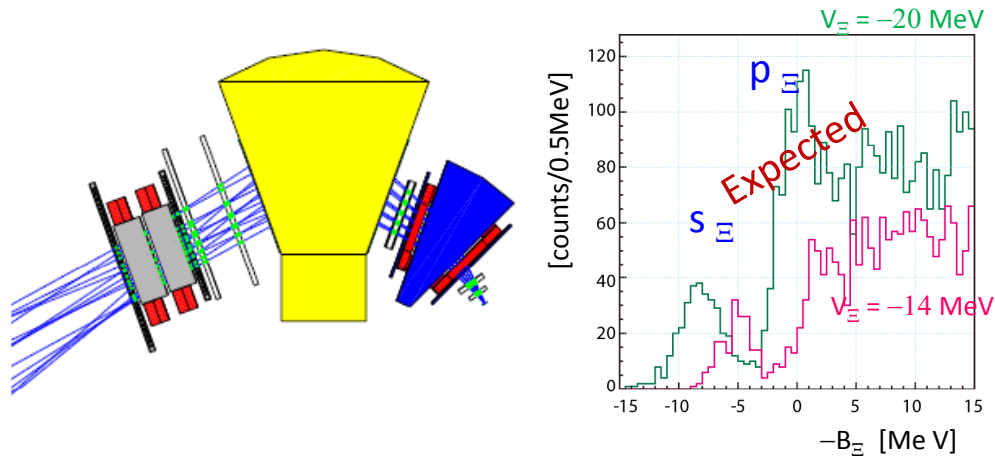 V_Ξ = −20 MeV
120
100
80
60
40
20
0
[counts/0.5MeV]
p Ξ
Expected
s Ξ
V_Ξ = −14 MeV
-15 -10 -5 0 5 10 15
−B_Ξ [Me V]